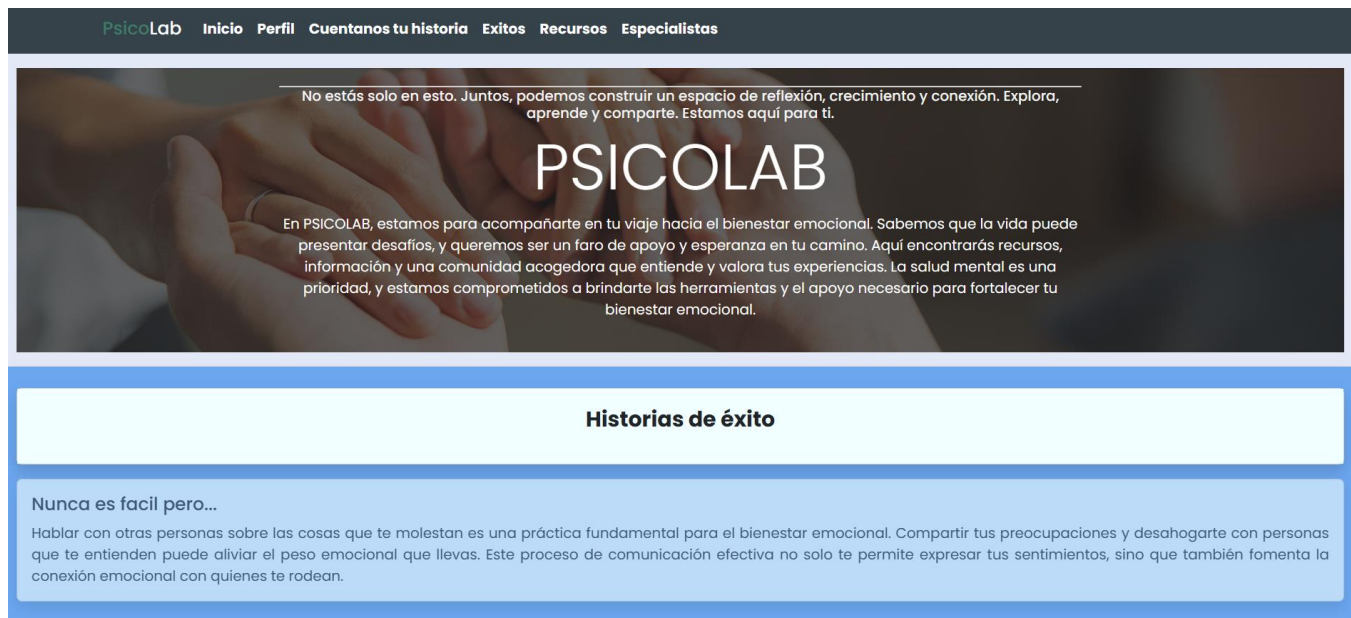 PsicoLab Inicio Perfil Cuentanos tu historia Exitos Recursos Especialistas
No estás solo en esto. Juntos, podemos construir un espacio de reflexión, crecimiento y conexión. Explora,
aprende y comparte. Estamos aquí para ti.
PSICOLAB
En PSICOLAB, estamos para acompañarte en tu viaje hacia el bienestar emocional. Sabemos que la vida puede
presentar desafíos, y queremos ser un faro de apoyo y esperanza en tu camino. Aquí encontrarás recursos,
información y una comunidad acogedora que entiende y valora tus experiencias. La salud mental es una
prioridad, y estamos comprometidos a brindarte las herramientas y el apoyo necesario para fortalecer tu
bienestar emocional.
Historias de éxito
Nunca es facil pero...
Hablar con otras personas sobre las cosas que te molestan es una práctica fundamental para el bienestar emocional. Compartir tus preocupaciones y desahogarte con personas
que te entienden puede aliviar el peso emocional que llevas. Este proceso de comunicación efectiva no solo te permite expresar tus sentimientos, sino que también fomenta la
conexión emocional con quienes te rodean.